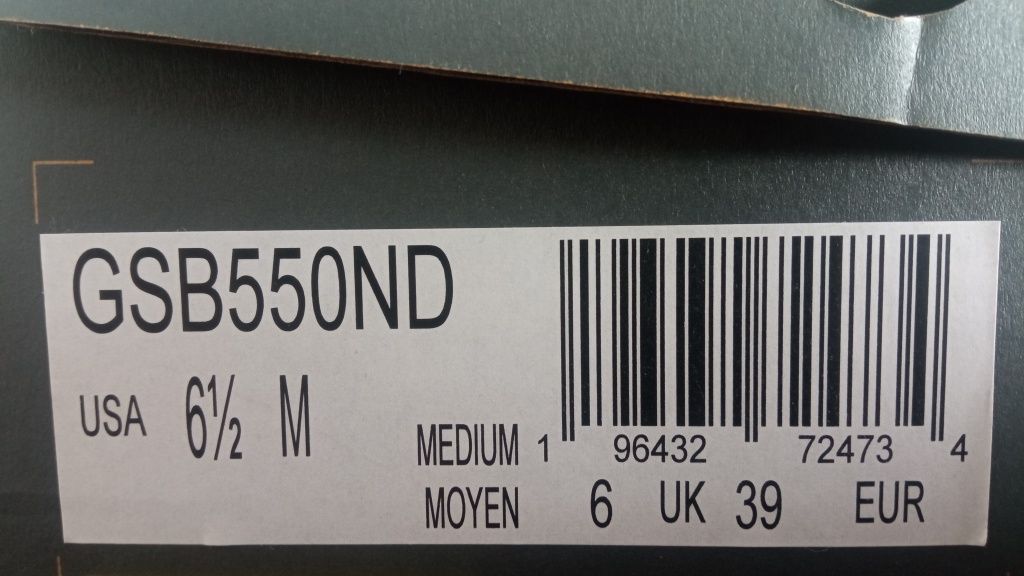 GSB550ND
USA 6½ M
MEDIUM 1 96432 72473 4
MOYEN 6 UK 39 EUR